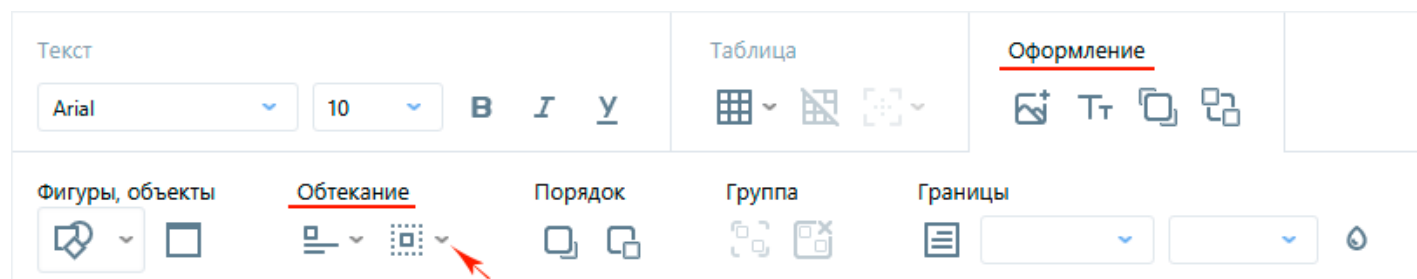 Текст Таблица Оформление
Arial 10 B I У
Фигуры, объекты Обтекание Порядок Группа Границы